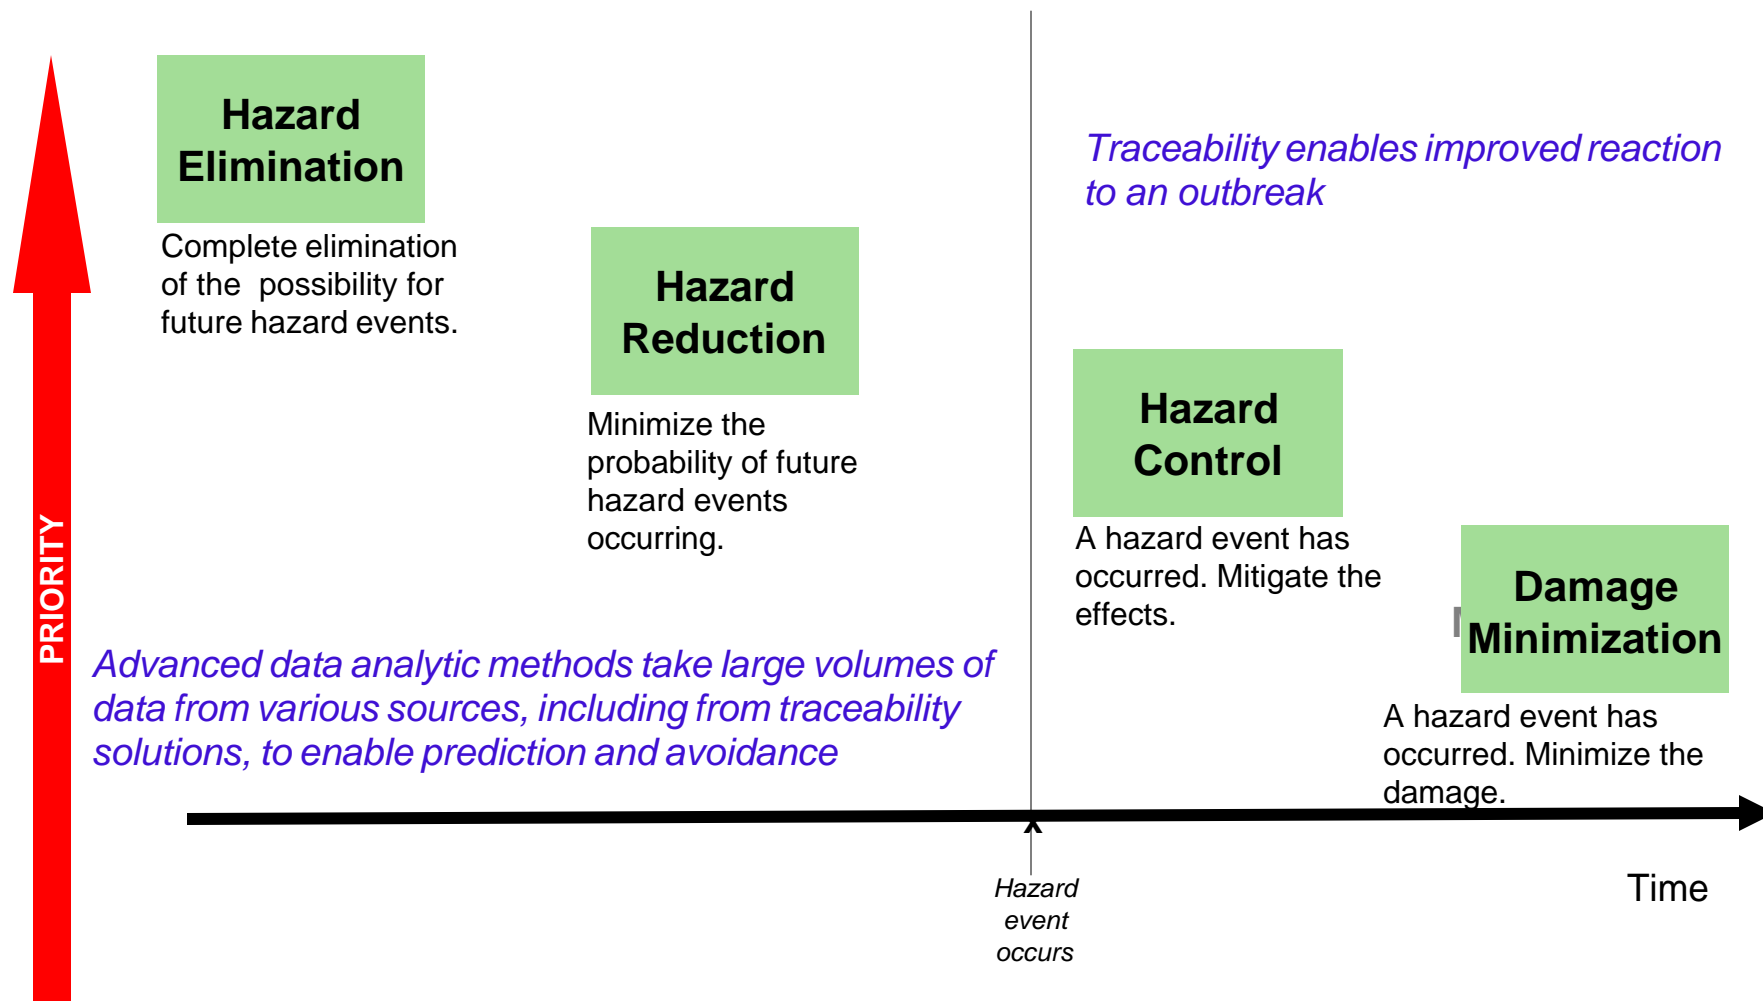 Hazard
Elimination
Complete elimination
of the possibility for
future hazard events.
Hazard
Reduction
Minimize the
probability of future
hazard events
occurring.
Traceability enables improved reaction
to an outbreak
Hazard
Control
A hazard event has
occurred. Mitigate the
effects.
Damage
Minimization
A hazard event has
occurred. Minimize the
damage.
PRIORITY
Advanced data analytic methods take large volumes of
data from various sources, including from traceability
solutions, to enable prediction and avoidance
Hazard
event
occurs
Time